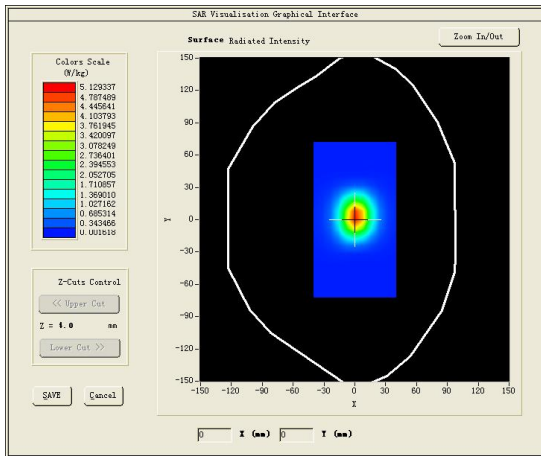 SAR Visualisation Graphical Interface
Surface Radiated Intensity
Zoom In/Out
Colors Scale
(W/kg)
5.129337
4.787489
4.445641
4.103793
3.761945
3.420097
3.078249
2.736401
2.394553
2.052705
1.710857
1.369010
1.027162
0.685314
0.343466
0.001618
150
120
90
60
30
0
-30
-60
-90
-120
-150
Y
-150 -120 -90 -60 -30 0 30 60 90 120 150
X
Z-Cuts Control
<< Upper Cut
Z = 4.0 mm
Lower Cut >>
SAVE Cancel
0 X (mm) 0 Y (mm)